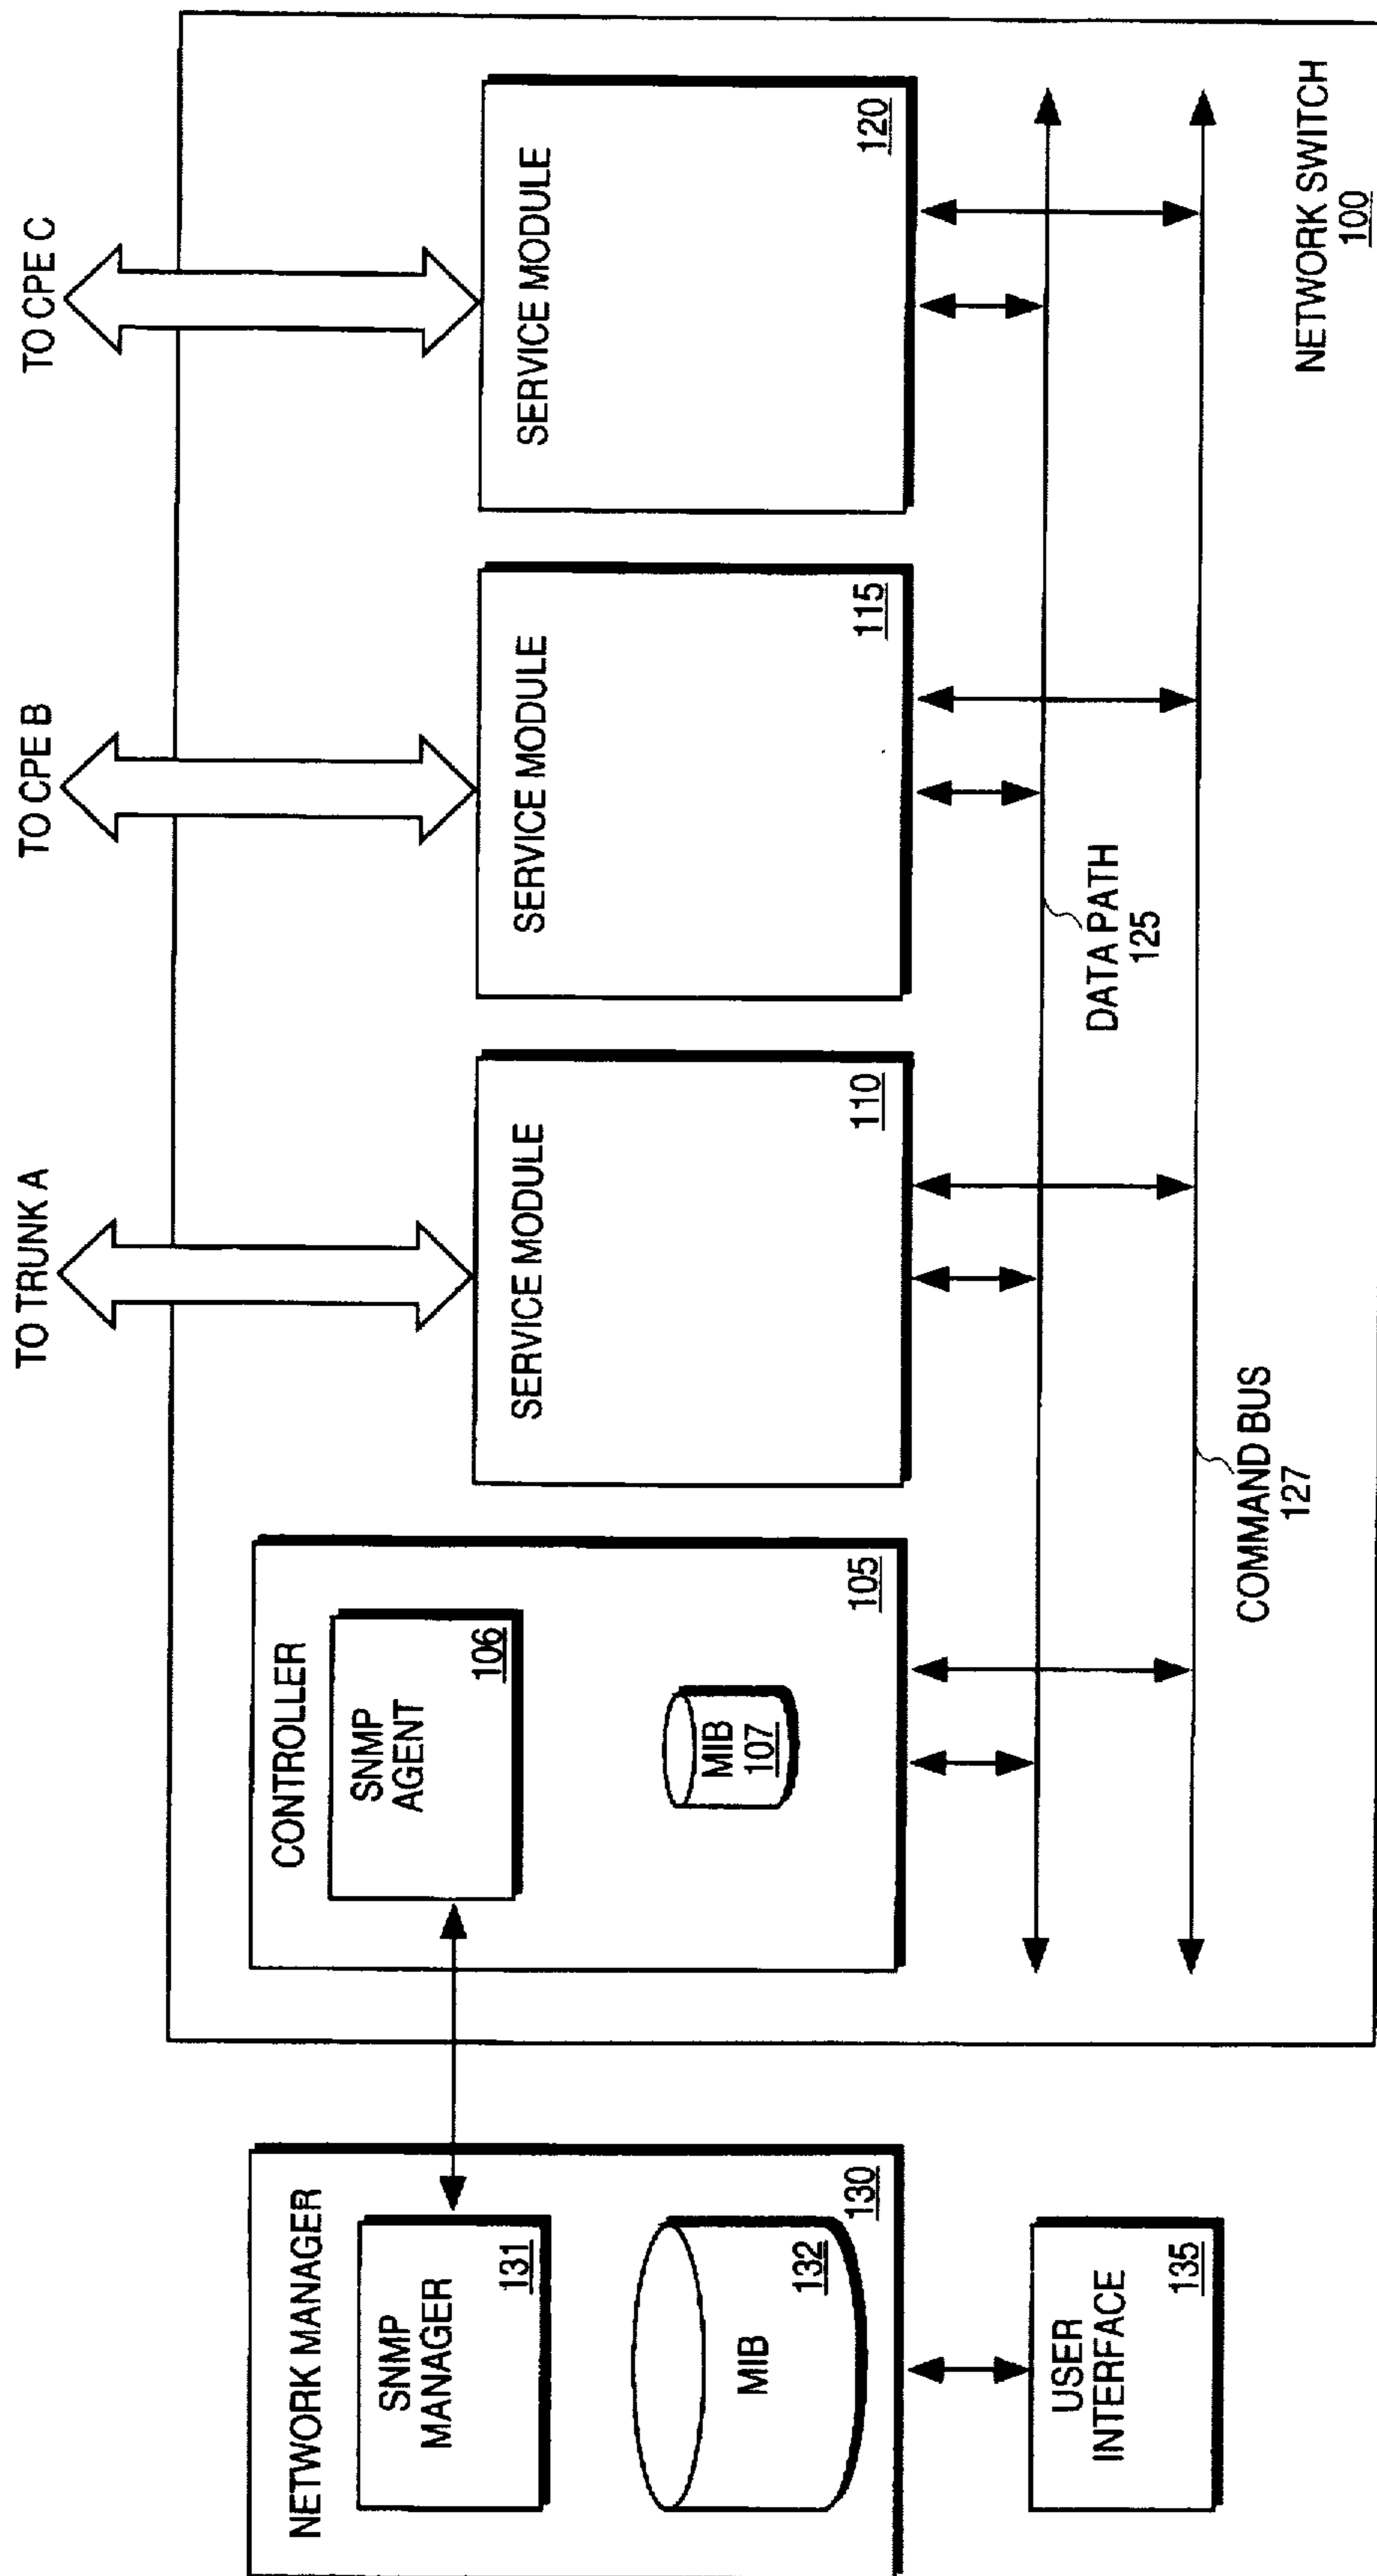 TO TRUNK A
TO CPE B
TO CPE C
NETWORK MANAGER
SNMP
MANAGER
131
MIB
132
130
USER
INTERFACE
135
CONTROLLER
SNMP
AGENT
106
MIB
107
105
SERVICE MODULE
110
SERVICE MODULE
115
SERVICE MODULE
120
DATA PATH
125
COMMAND BUS
127
NETWORK SWITCH
100